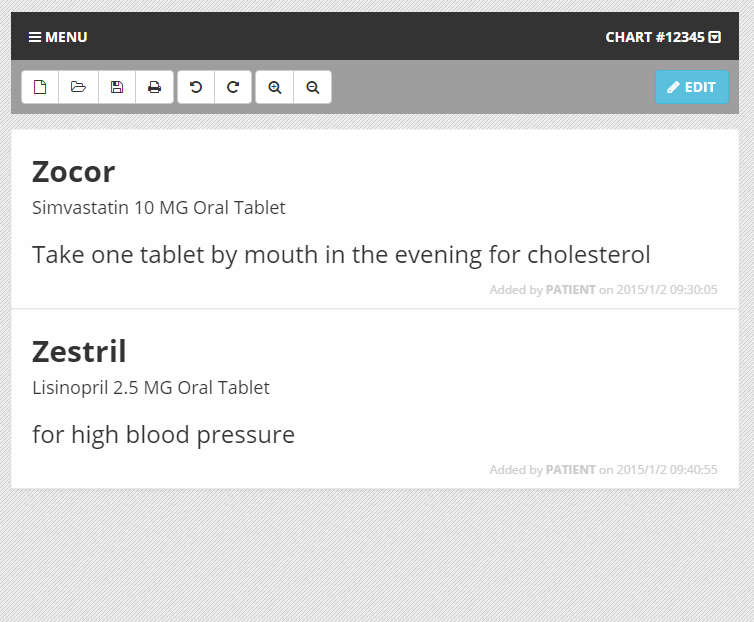 MENU
CHART #12345
EDIT
Zocor
Simvastatin 10 MG Oral Tablet
Take one tablet by mouth in the evening for cholesterol
Added by PATIENT on 2015/1/2 09:30:05
Zestril
Lisinopril 2.5 MG Oral Tablet
for high blood pressure
Added by PATIENT on 2015/1/2 09:40:55